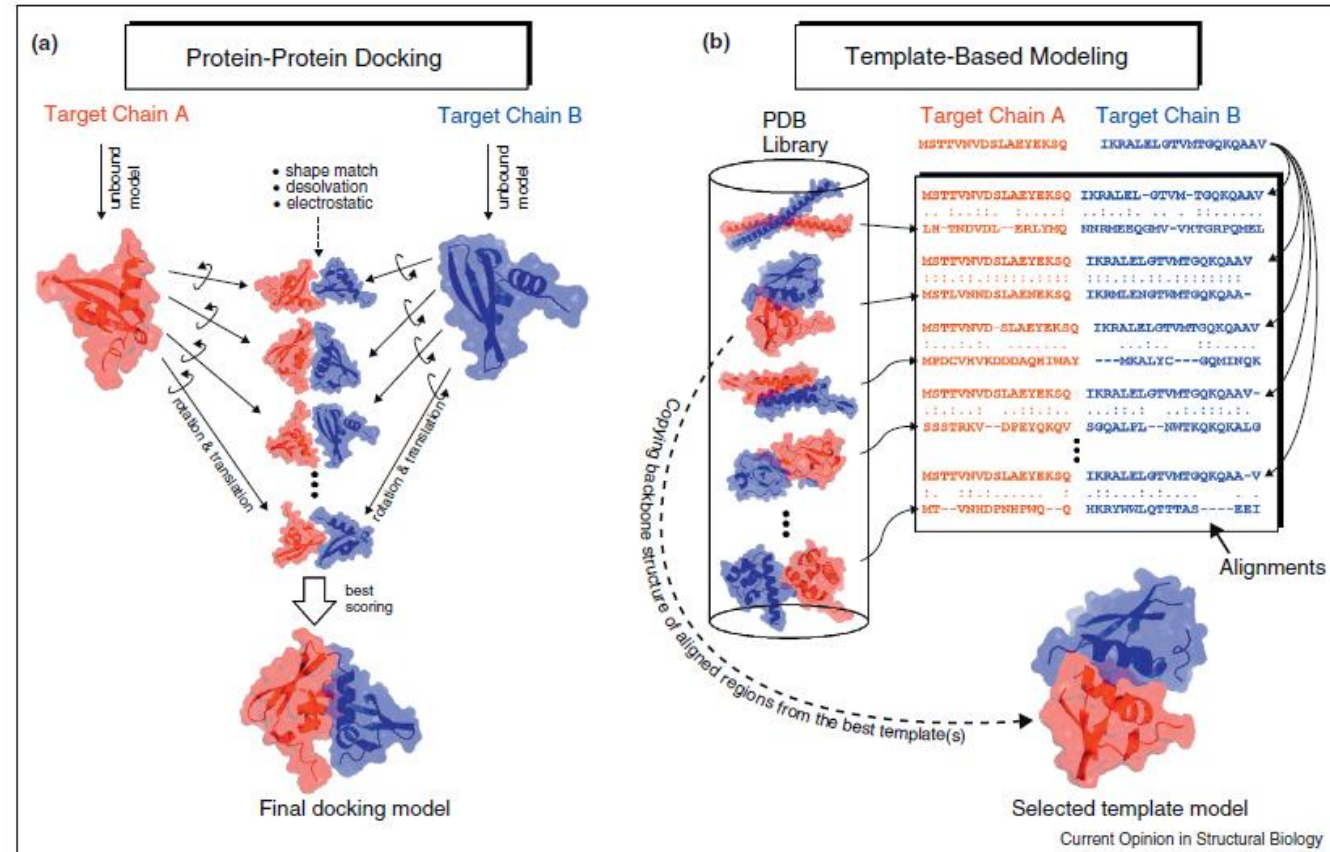 (a)
Protein-Protein Docking
Target Chain A
Target Chain B
unbound
model
• shape match
• desolvation
• electrostatic
unbound
model
rotation & translation
rotation & translation
best
scoring
Final docking model
(b)
Template-Based Modeling
PDB
Library
Target Chain A Target Chain B
MSTTVNVDSLAEYEKSQ IKRALELGTVMTGQKQAAV
MSTTVNVDSLAEYEKSQ IKRALEL-GTVM-TGQKQAAV
LH-TNDVDL--ERLYMQ NNRMEEQGMV-VHTGRPQMEL
MSTTVNVDSLAEYEKSQ IKRALELGTVMTGQKQAAV
MSTLVNNDSLAENEKSQ IKRMLENGTWMTGQKQAA-
MSTTVNVD-SLAEYEKSQ IKRALELGTVMTGQKQAAV
MPDCVHVKDDDAQHIWAY ---MKALYC---GQMINQK
MSTTVNVDSLAEYEKSQ IKRALELGTVMTGQKQAAV-
SSSTRKV--DPEYQKQV SGQALPL--NWTKQKQKALG
MSTTVNVDSLAEYEKSQ IKRALELGTVMTGQKQAA-V
MT--VNHDPNHPWQ--Q HKRYWWLQTTTAS----EEI
Alignments
Copying backbone structure of aligned regions from the best template(s)
Selected template model
Current Opinion in Structural Biology